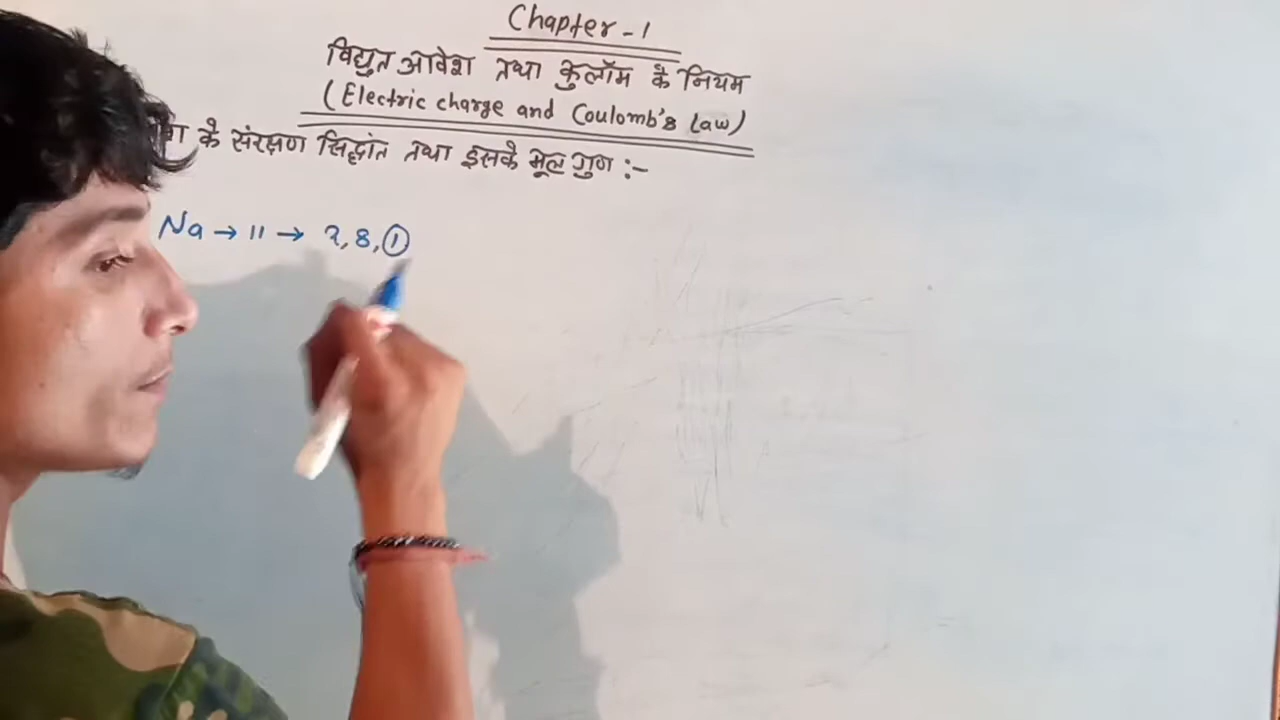 Chapter-1
विद्युत आवेश तथा कुलॉम के नियम
(Electric charge and Coulomb's Law)
के संरक्षण सिद्धांत तथा इसके मूल गुण :-
Na → 11 → 2, 8, 1